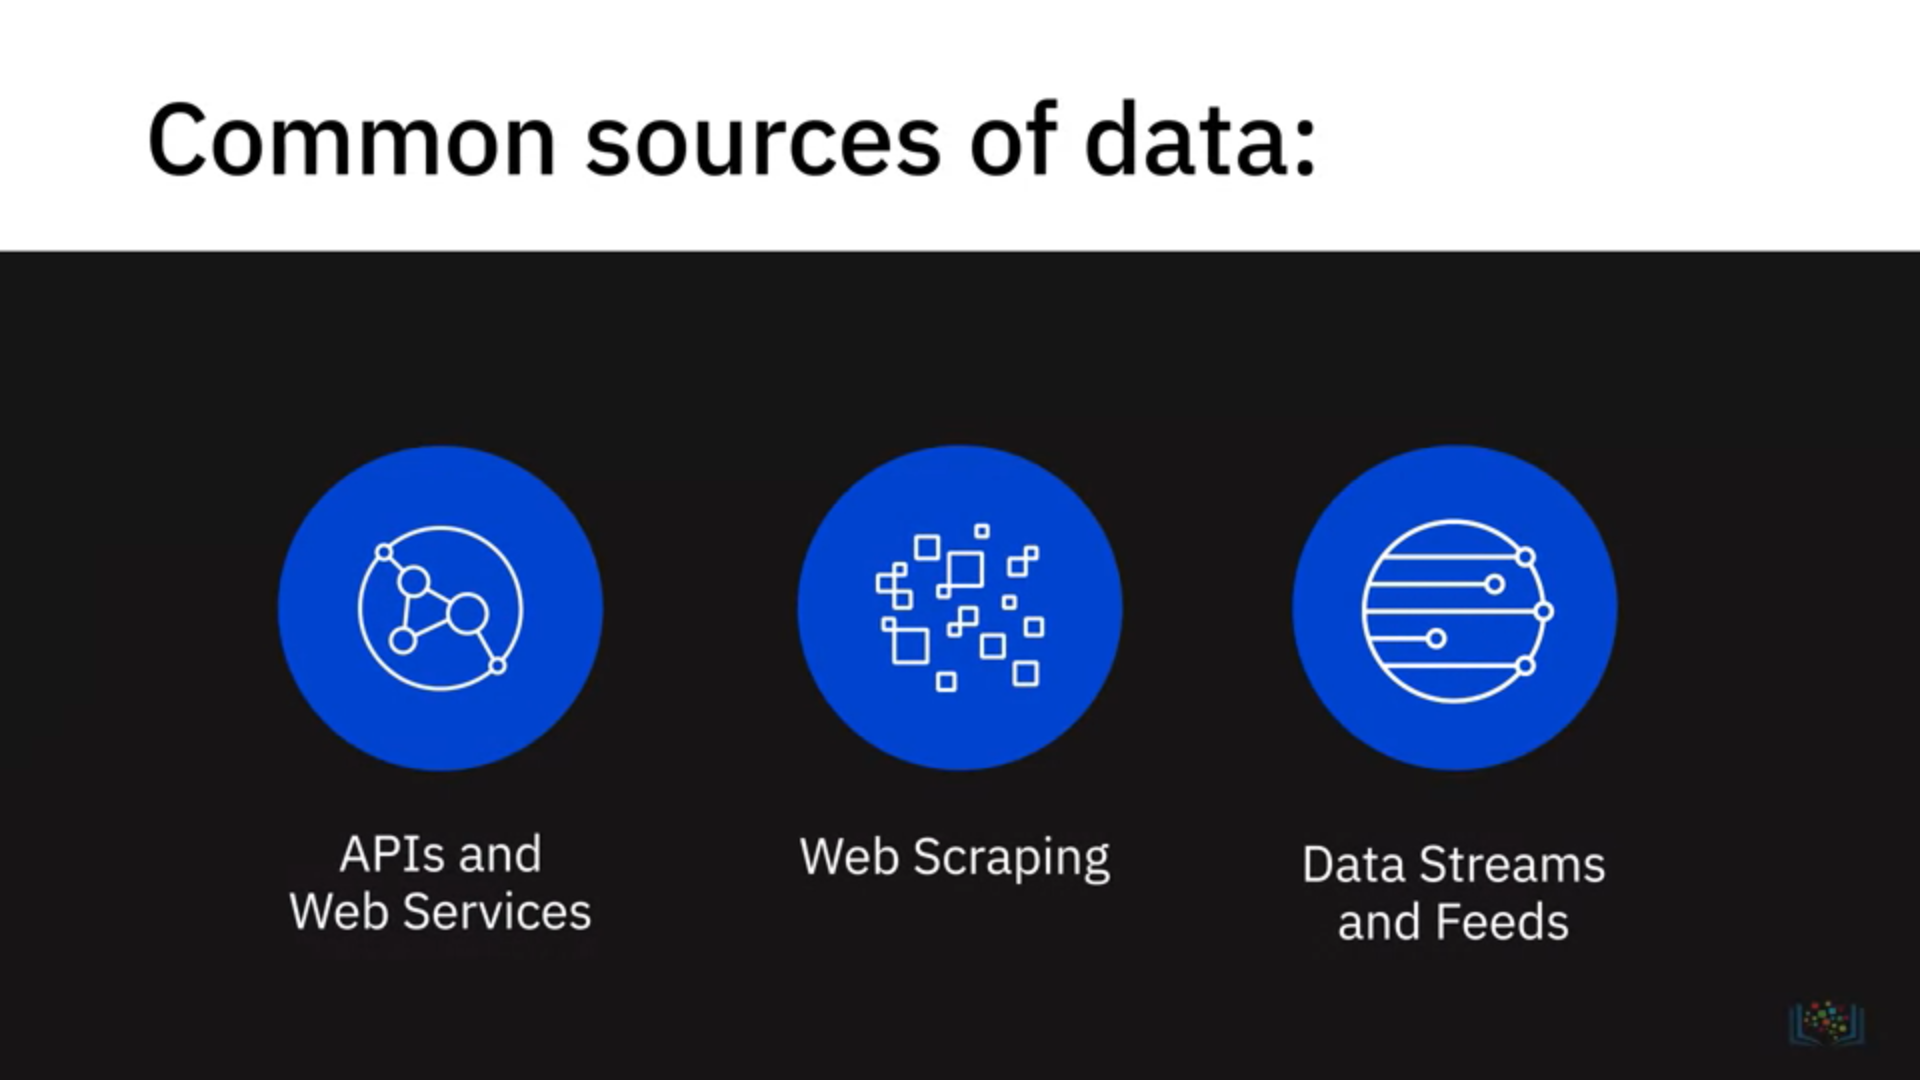 Common sources of data:
APIs and
Web Services
Web Scraping
Data Streams
and Feeds